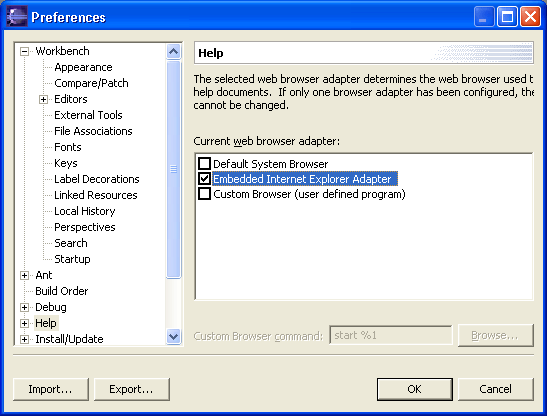 Preferences
Workbench
Appearance
Compare/Patch
Editors
External Tools
File Associations
Fonts
Keys
Label Decorations
Linked Resources
Local History
Perspectives
Search
Startup
Ant
Build Order
Debug
Help
Install/Update
Help
The selected web browser adapter determines the web browser used t
help documents. If only one browser adapter has been configured, the
cannot be changed.
Current web browser adapter:
Default System Browser
Embedded Internet Explorer Adapter
Custom Browser (user defined program)
Custom Browser command: start %1 Browse...
Import... Export... OK Cancel